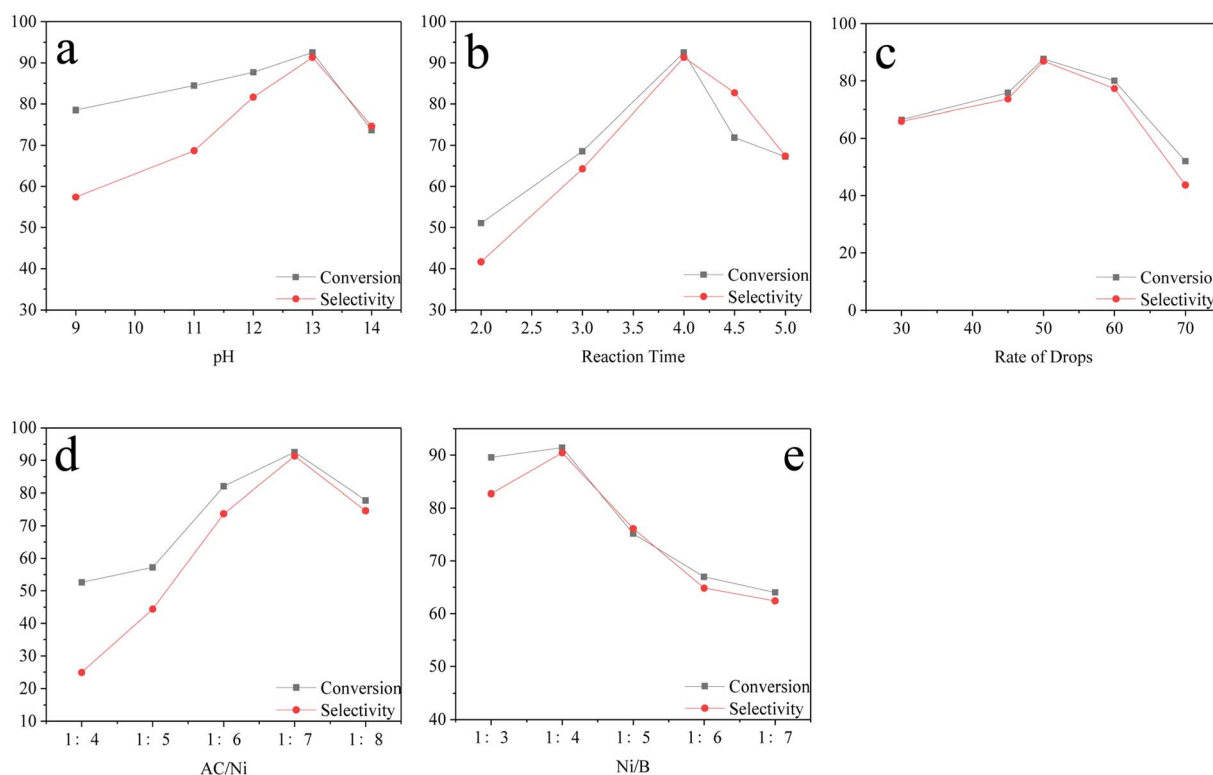 a
100
90
80
70
60
50
40
30
9 10 11 12 13 14
pH
Conversion
Selectivity
b
100
90
80
70
60
50
40
30
2.0 2.5 3.0 3.5 4.0 4.5 5.0
Reaction Time
Conversion
Selectivity
c
100
80
60
40
20
0
30 40 50 60 70
Rate of Drops
Conversion
Selectivity
d
100
90
80
70
60
50
40
30
20
10
1: 4 1: 5 1: 6 1: 7 1: 8
AC/Ni
Conversion
Selectivity
e
90
80
70
60
50
40
1: 3 1: 4 1: 5 1: 6 1: 7
Ni/B
Conversion
Selectivity